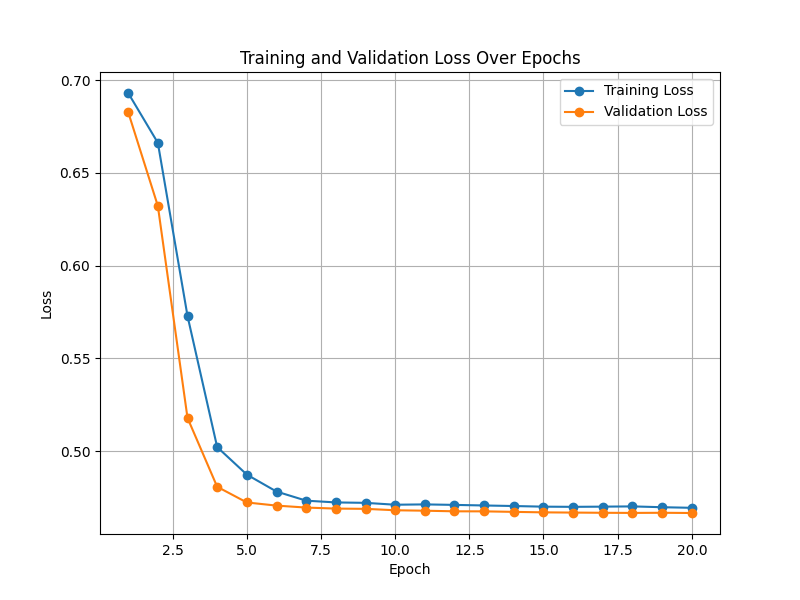 Training and Validation Loss Over Epochs
Training Loss
Validation Loss
Loss
0.70
0.65
0.60
0.55
0.50
2.5 5.0 7.5 10.0 12.5 15.0 17.5 20.0
Epoch